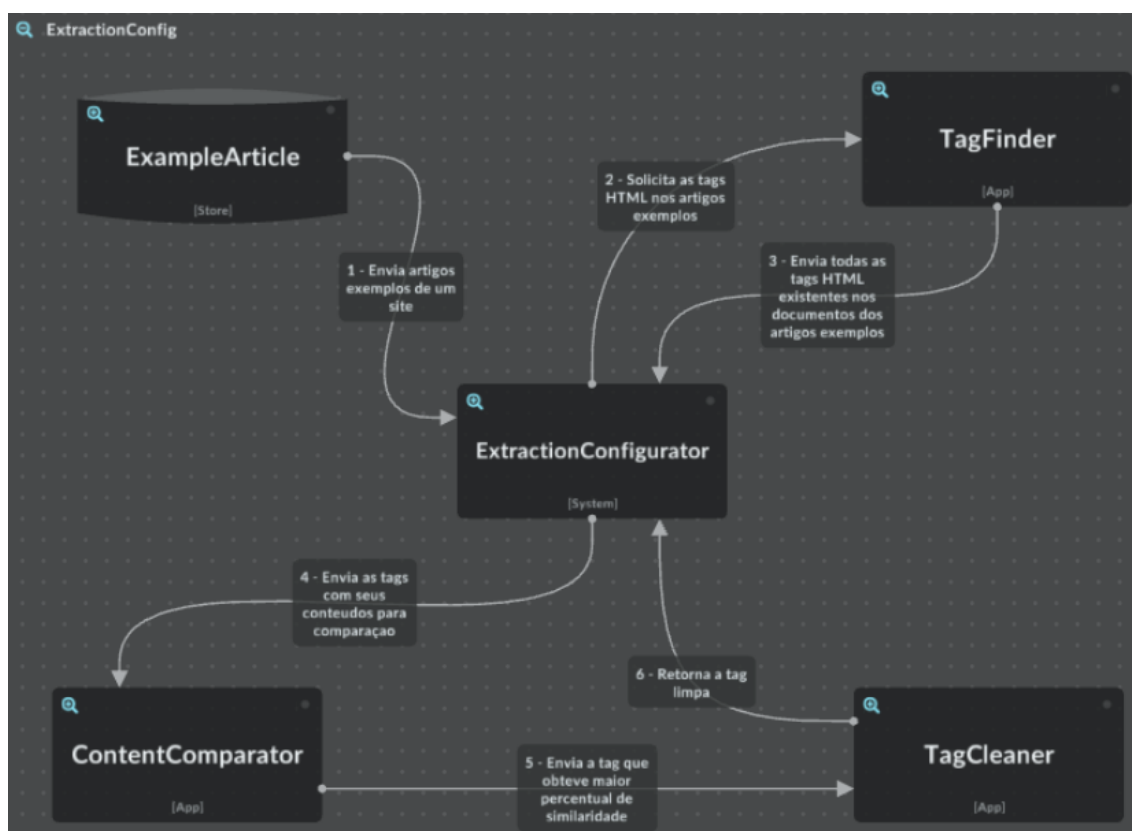 ExtractionConfig
ExampleArticle
[Store]
TagFinder
[App]
1 - Envia artigos
exemplos de um
site
2 - Solicita as tags
HTML nos artigos
exemplos
3 - Envia todas as
tags HTML
existentes nos
documentos dos
artigos exemplos
ExtractionConfigurator
[System]
4 - Envia as tags
com seus
conteudos para
comparaçao
6 - Retorna a tag
limpa
ContentComparator
[App]
5 - Envia a tag que
obteve maior
percentual de
similaridade
TagCleaner
[App]